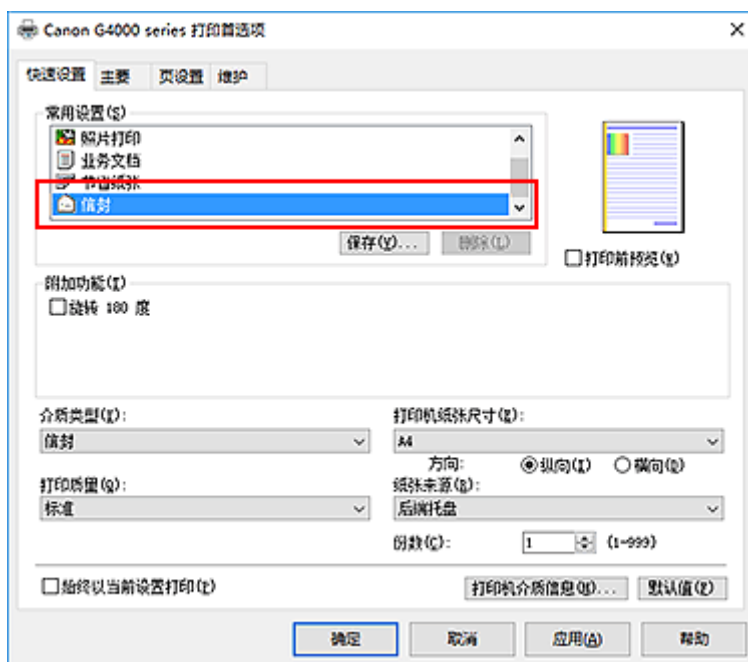 Canon G4000 series 打印首选项
快速设置 主要 页设置 维护
常用设置(S)
照片打印
业务文档
节省纸张
信封
保存(V)... 删除(L)
打印前预览(W)
附加功能(I)
旋转 180 度
介质类型(Y): 打印机纸张尺寸(Z):
信封 A4
方向: 纵向(I) 横向(D)
打印质量(Q): 纸张来源(B):
标准 后端托盘
份数(C): 1 (1-999)
始终以当前设置打印(P)
打印机介质信息(M)... 默认值(F)
确定 取消 应用(A) 帮助